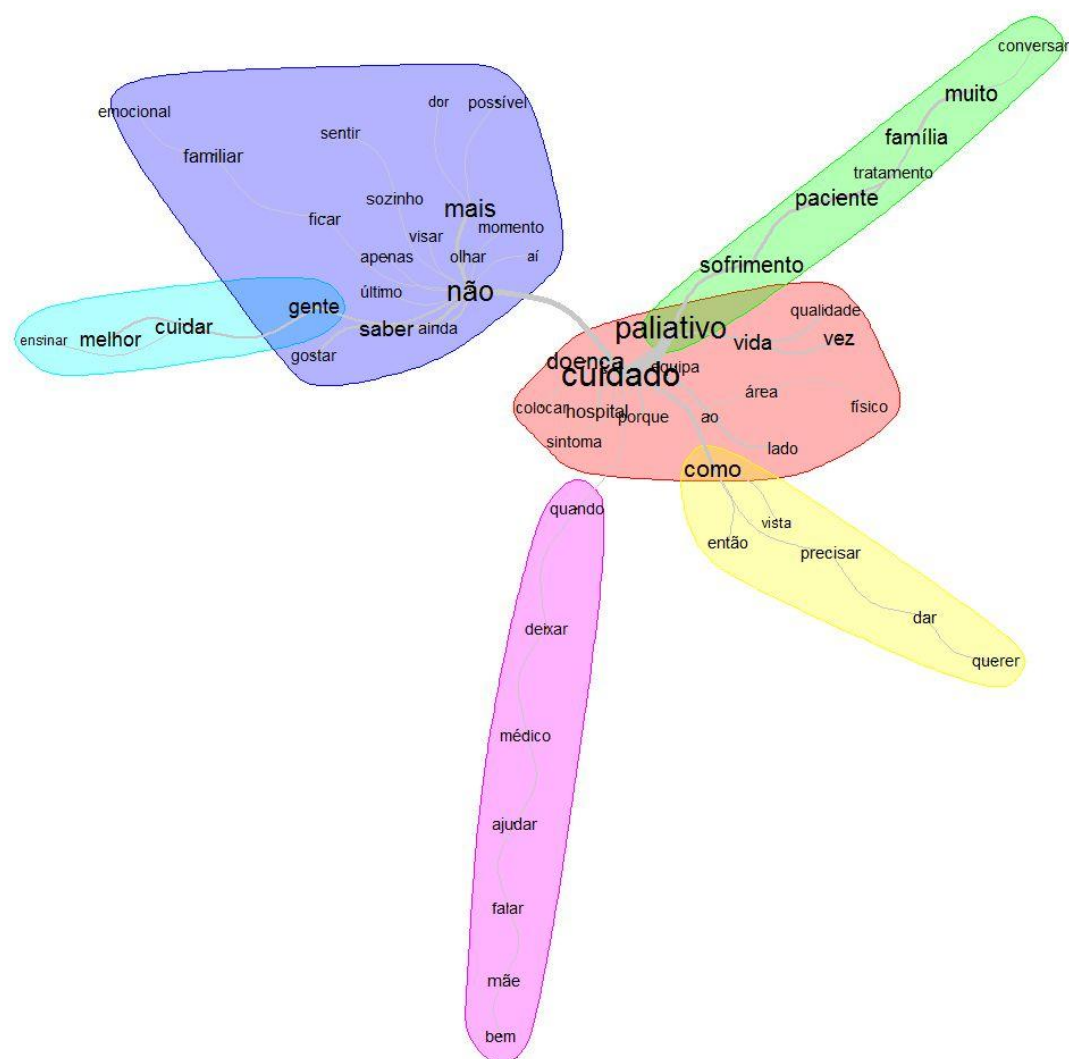 conversar
muito
família
tratamento
paciente
sofrimento
emocional
familiar
ficar
sentir
dor
possível
sozinho
mais
visar
momento
apenas
olhar
aí
último
não
gente
saber
ainda
gostar
cuidar
melhor
ensinar
paliativo
qualidade
vida
vez
doença
equipa
cuidado
área
colocar
hospital
porque
ao
físico
sintoma
lado
como
vista
então
precisar
dar
querer
quando
deixar
médico
ajudar
falar
mãe
bem